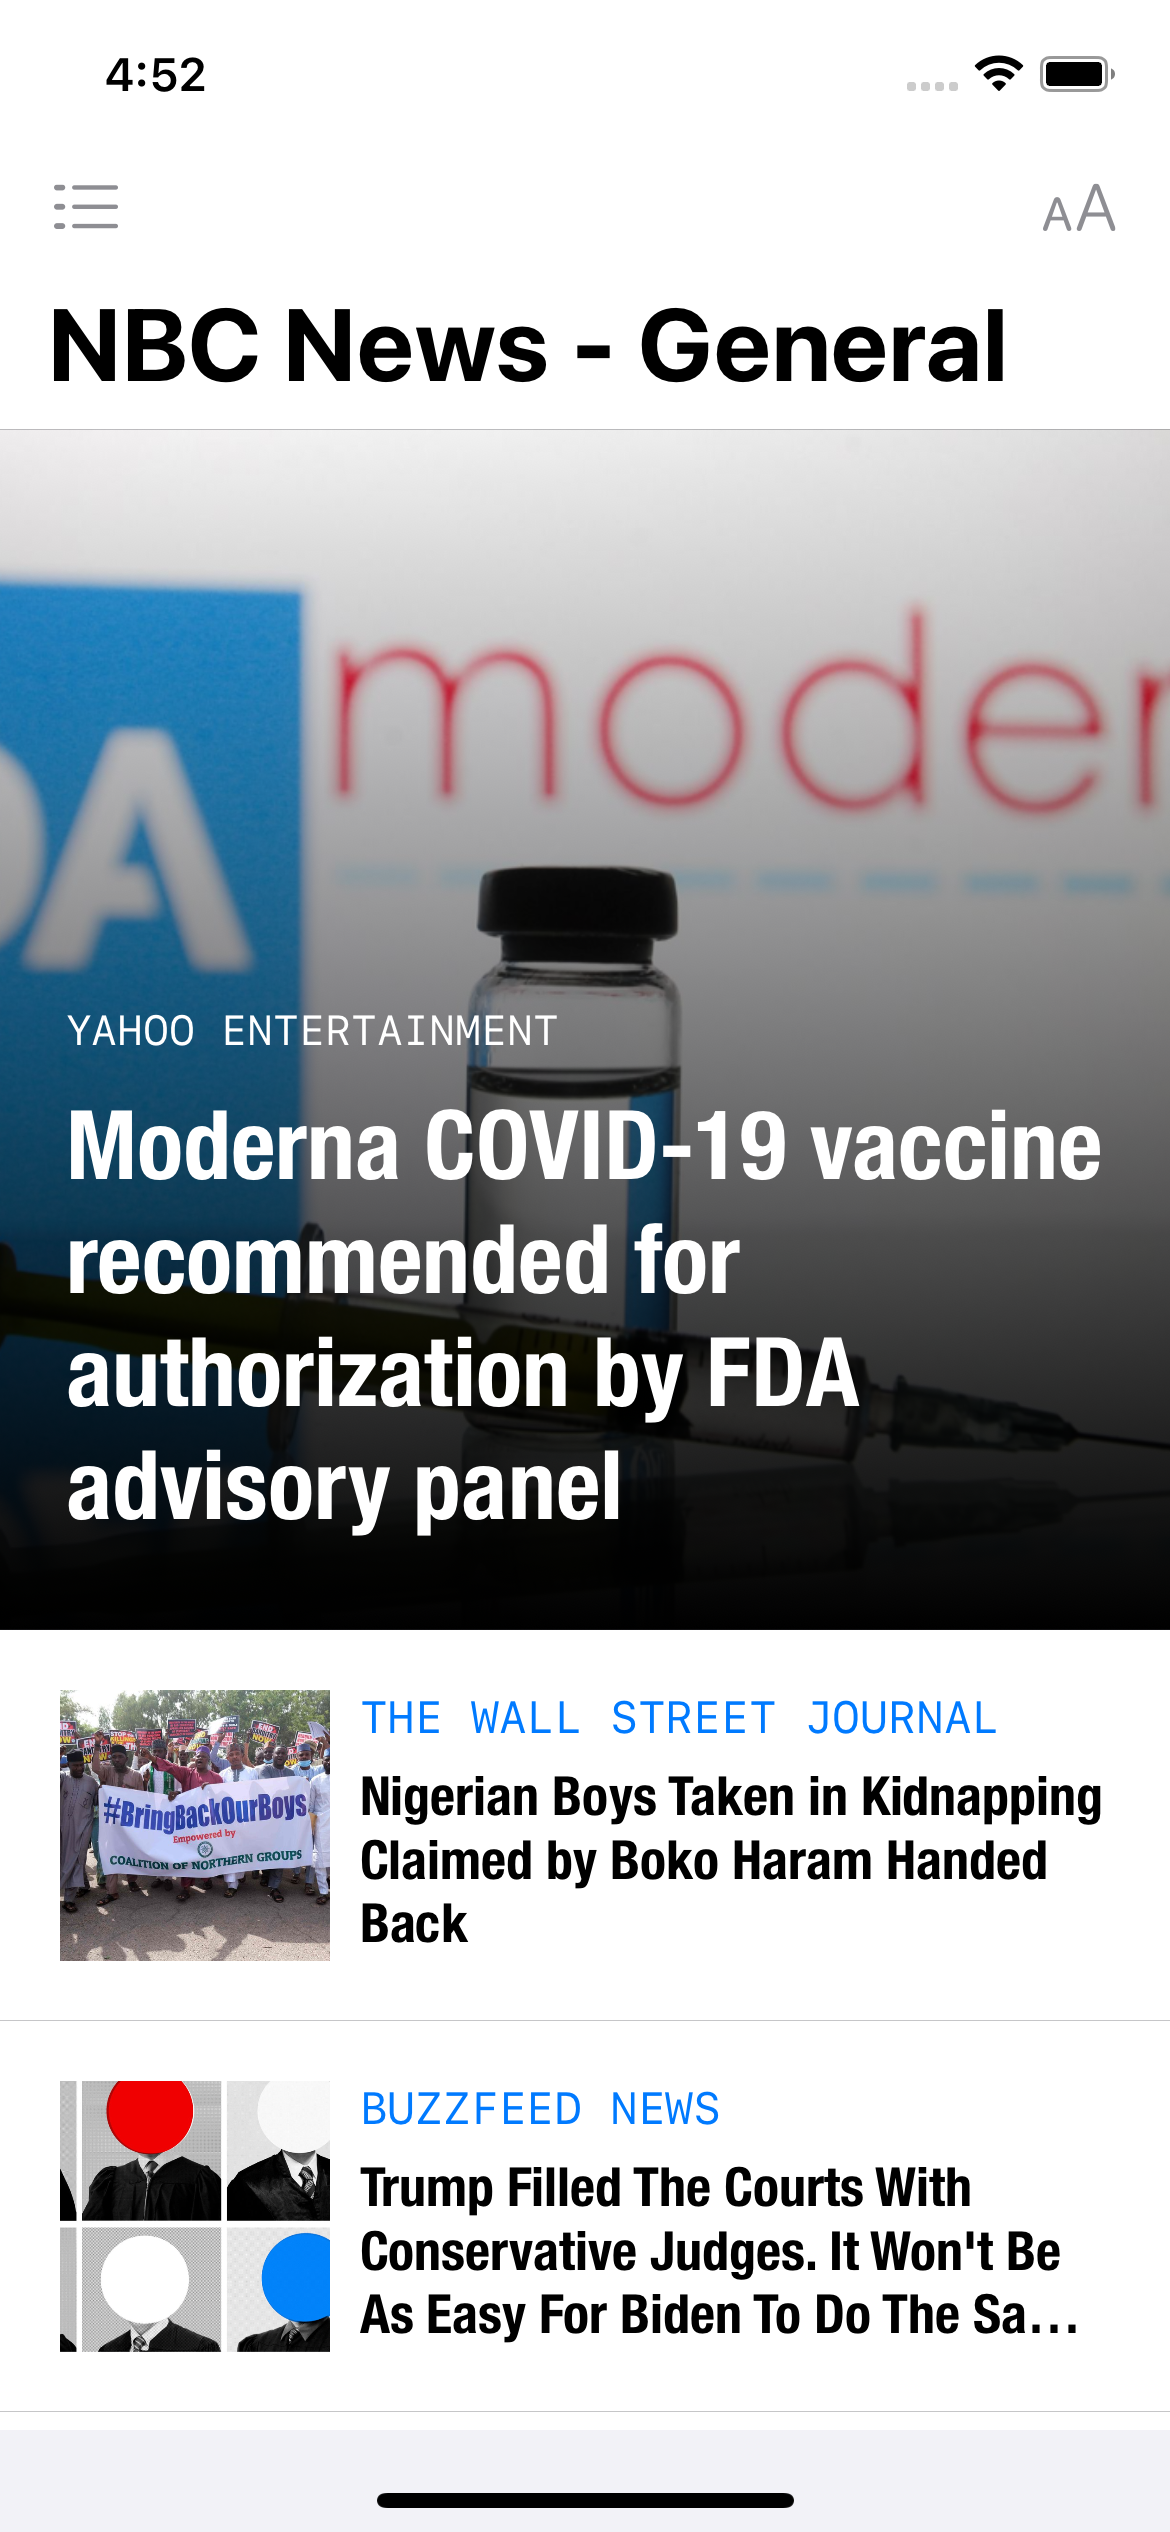 4:52
AA
NBC News - General
DA
moder
YAHOO ENTERTAINMENT
Moderna COVID-19 vaccine
recommended for
authorization by FDA
advisory panel
THE WALL STREET JOURNAL
#BringBackOurBoys
Empowered by
COALITION OF NORTHERN GROUPS
Nigerian Boys Taken in Kidnapping
Claimed by Boko Haram Handed
Back
BUZZFEED NEWS
Trump Filled The Courts With
Conservative Judges. It Won't Be
As Easy For Biden To Do The Sa...